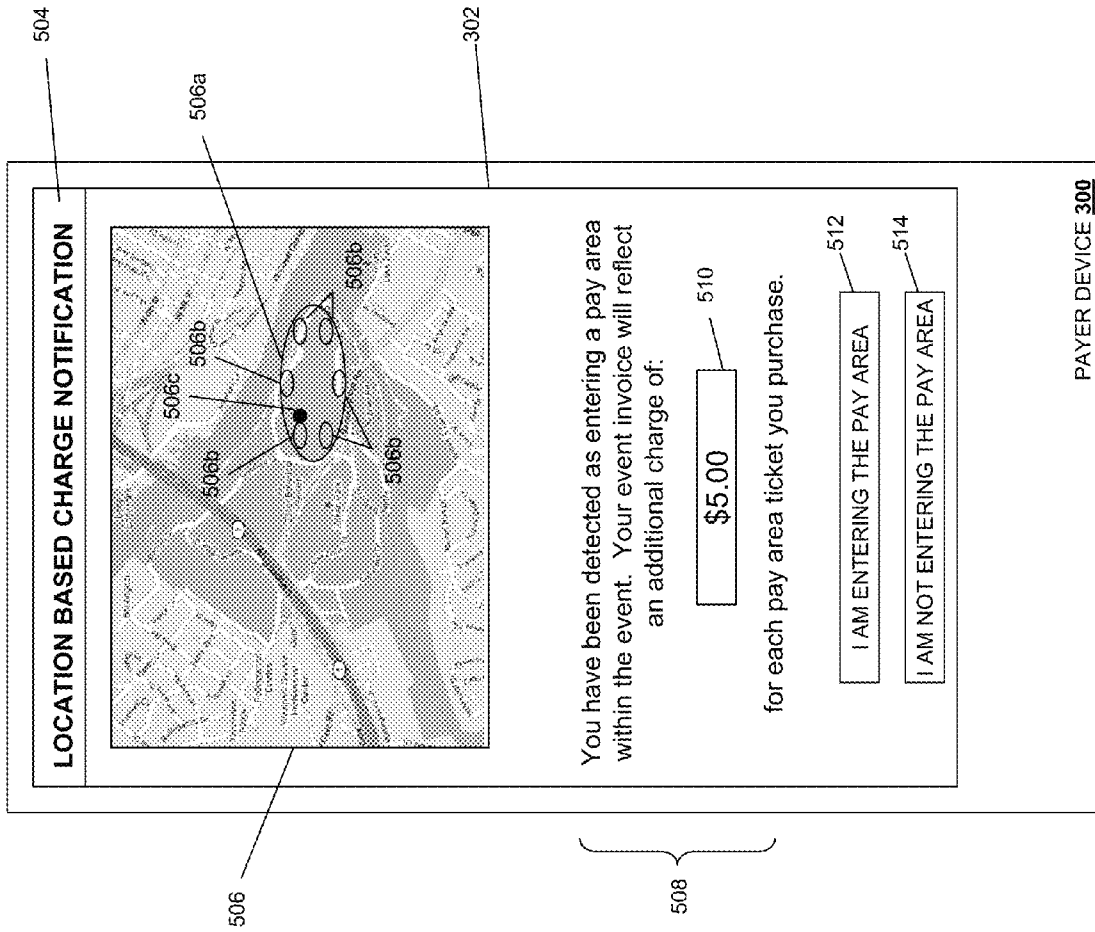 504
LOCATION BASED CHARGE NOTIFICATION
506a
302
506
506b
506c
506b
506b
506b
You have been detected as entering a pay area
within the event. Your event invoice will reflect
an additional charge of:
510
$5.00
508
for each pay area ticket you purchase.
512
I AM ENTERING THE PAY AREA
514
I AM NOT ENTERING THE PAY AREA
PAYER DEVICE 300